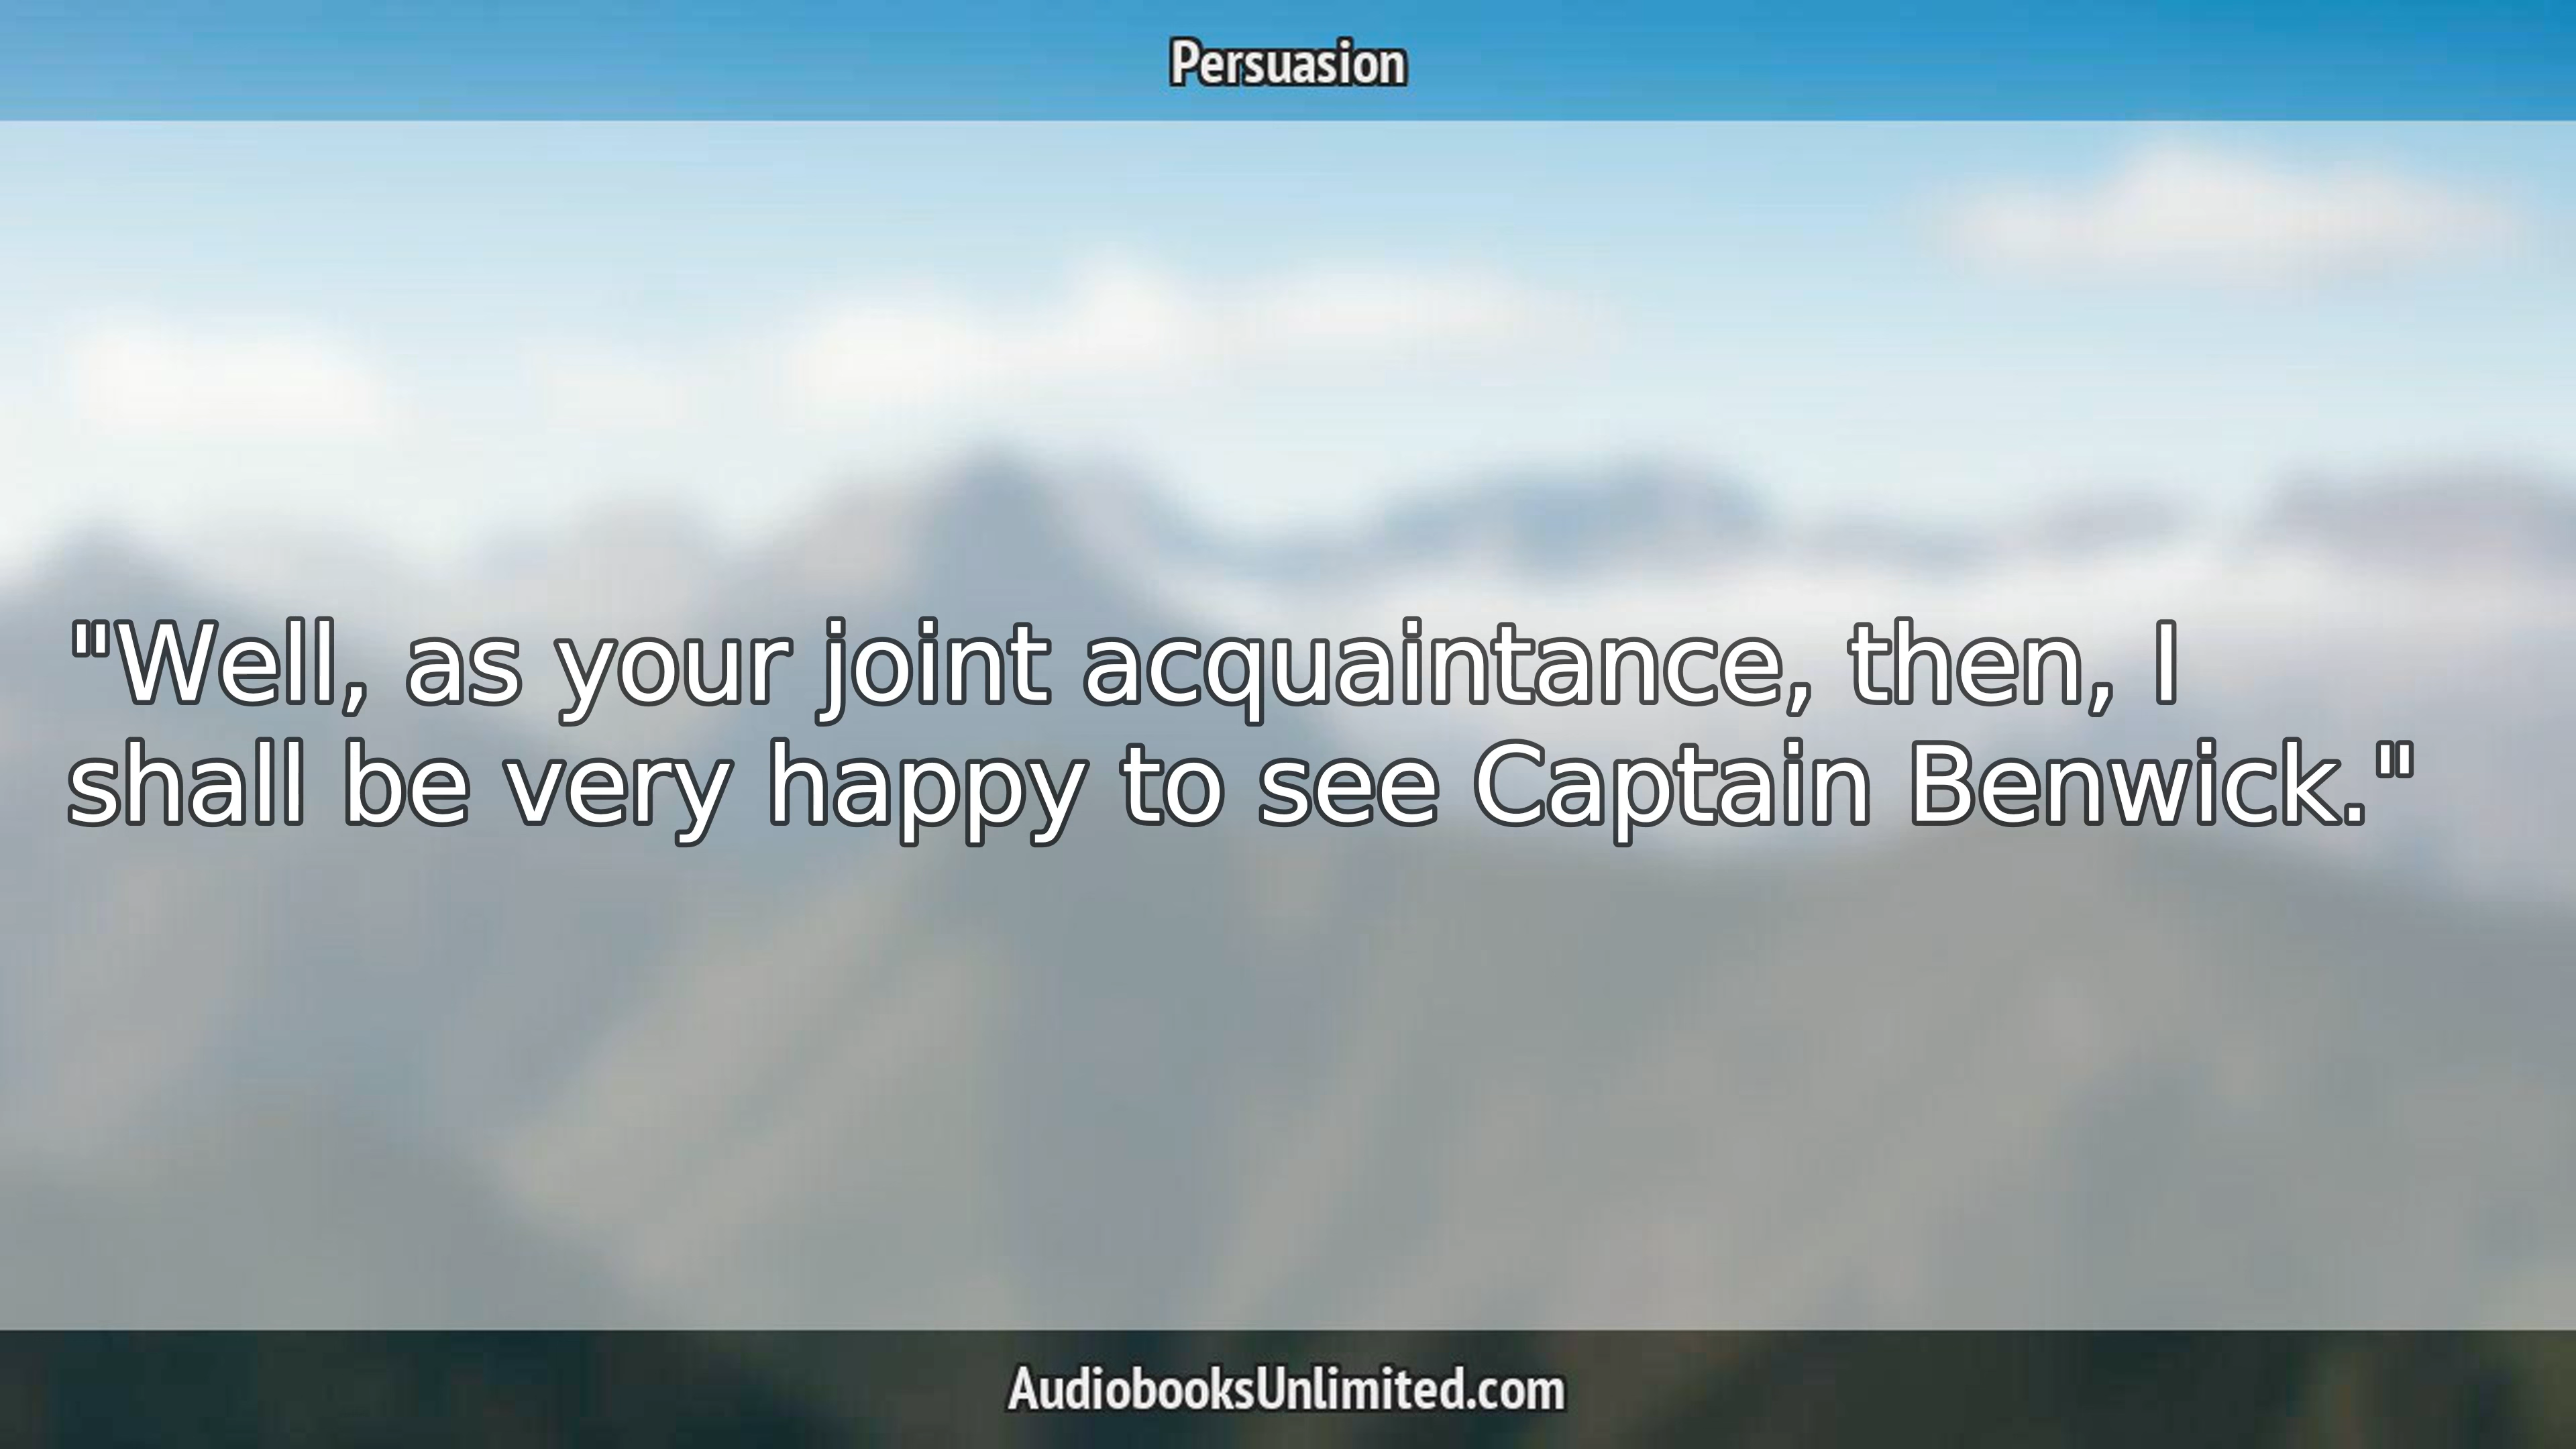 Persuasion
"Well, as your joint acquaintance, then, I
shall be very happy to see Captain Benwick."
AudiobooksUnlimited.com